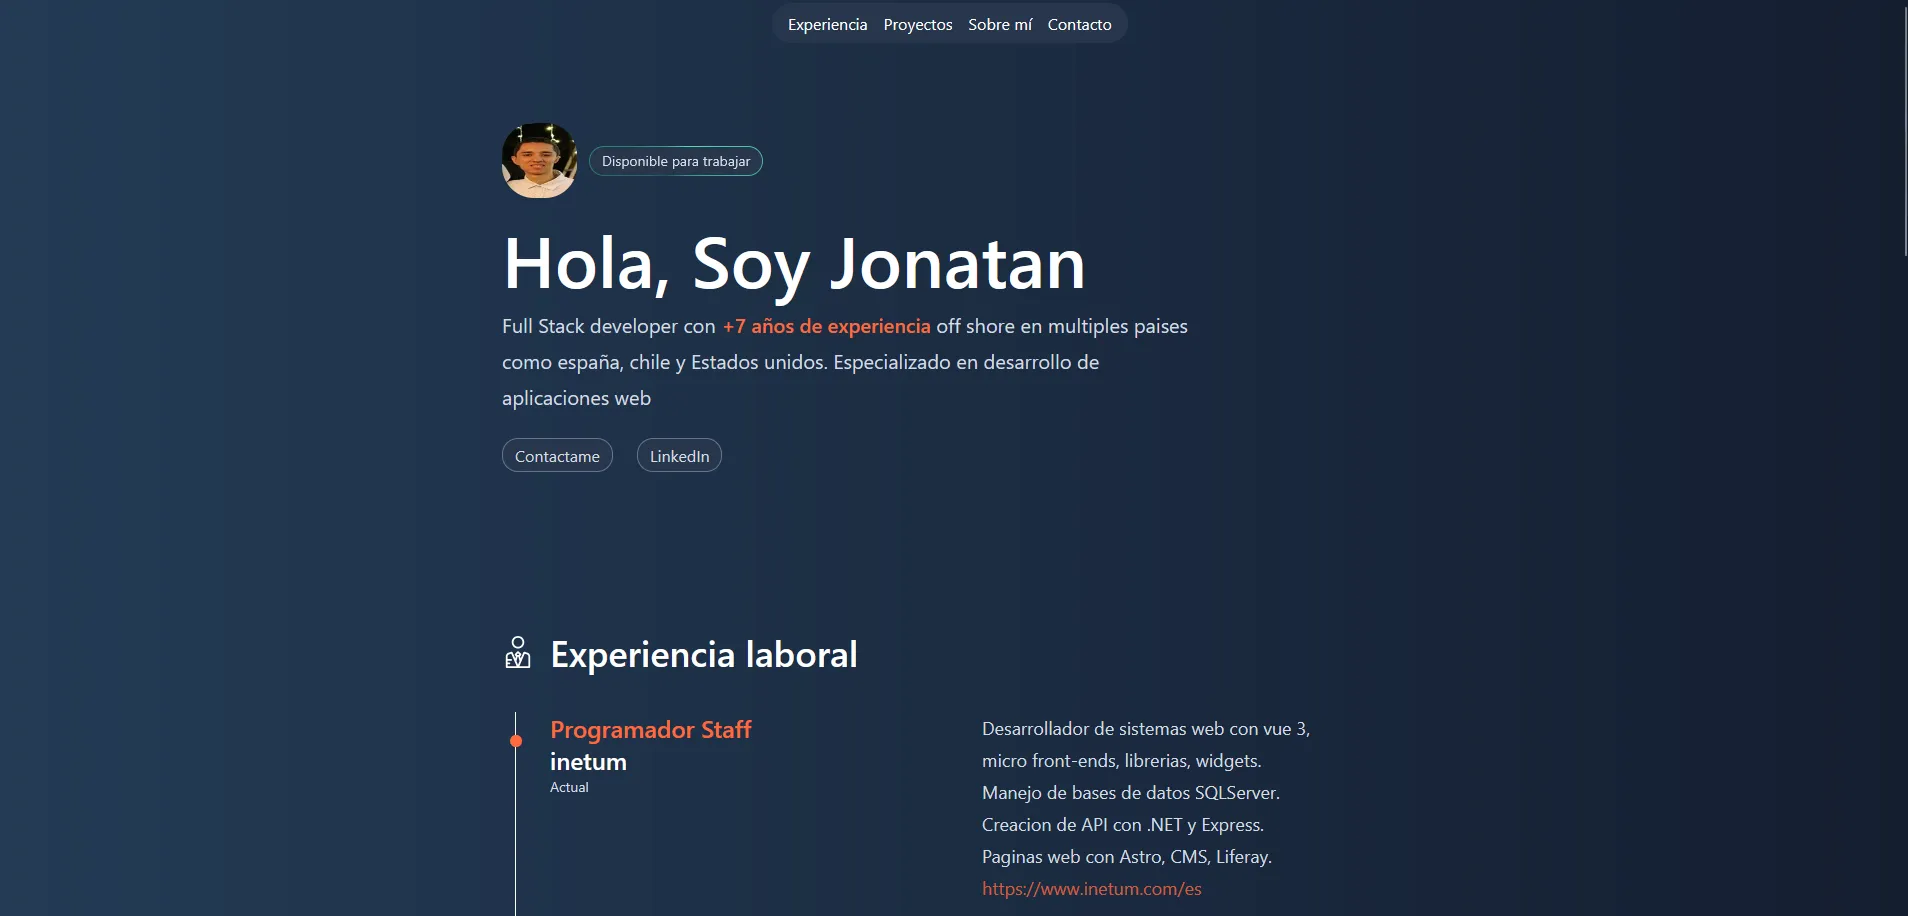 Experiencia Proyectos Sobre mí Contacto
Disponible para trabajar
Hola, Soy Jonatan
Full Stack developer con +7 años de experiencia off shore en multiples paises
como españa, chile y Estados unidos. Especializado en desarrollo de
aplicaciones web
Contactame LinkedIn
Experiencia laboral
Programador Staff
inetum
Actual
Desarrollador de sistemas web con vue 3,
micro front-ends, librerias, widgets.
Manejo de bases de datos SQLServer.
Creacion de API con .NET y Express.
Paginas web con Astro, CMS, Liferay.
https://www.inetum.com/es